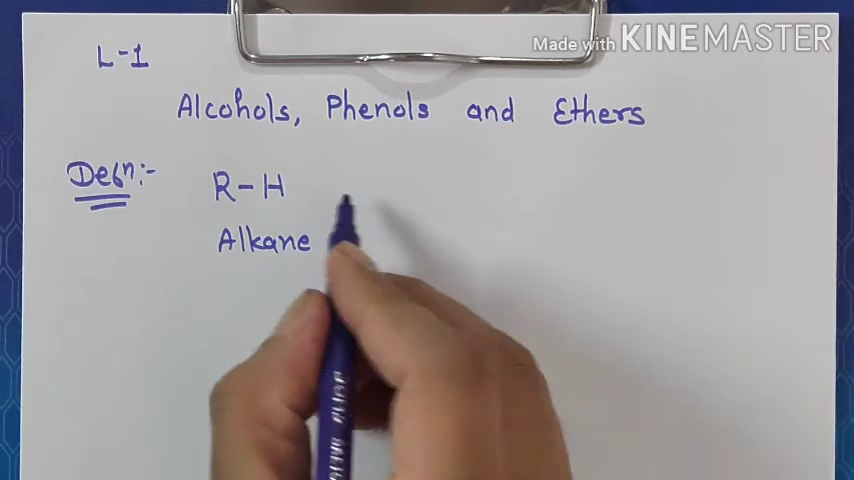 Made with KINEMASTER
L-1
Alcohols, Phenols and Ethers
Defn:- R-H
Alkane